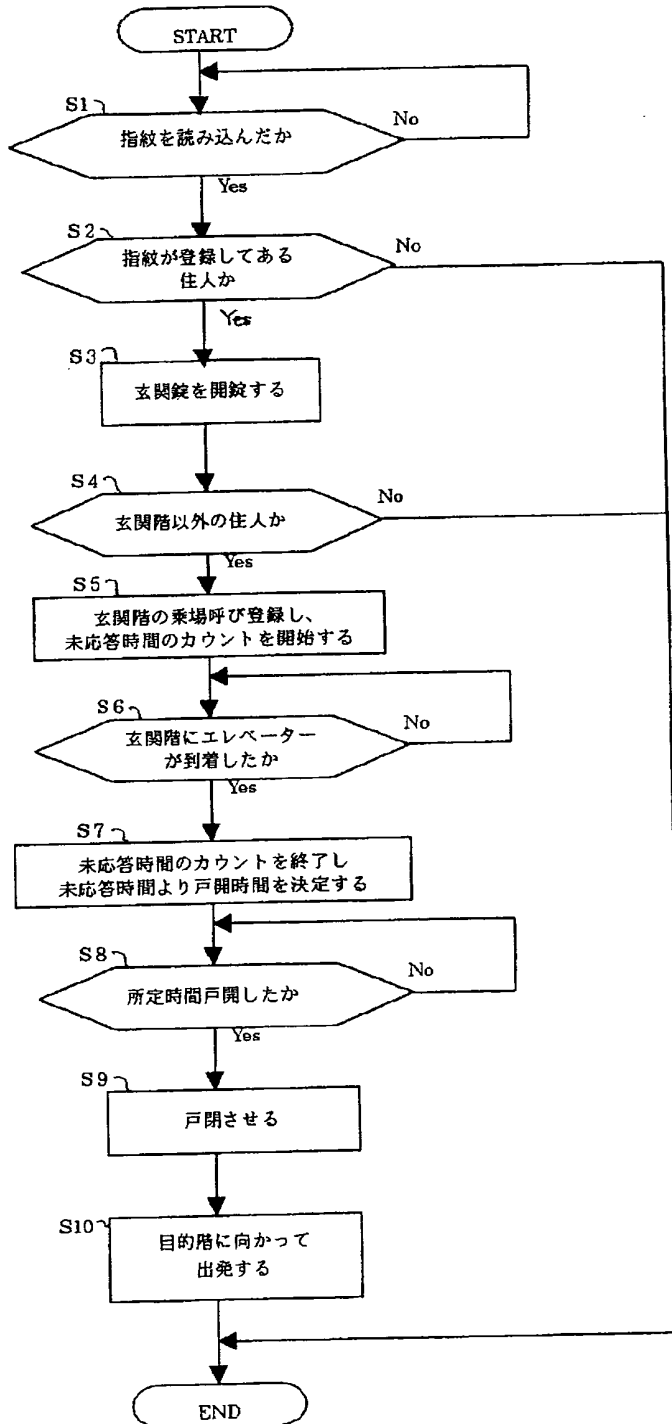 START
S1
指紋を読み込んだか
No
Yes
S2
指紋が登録してある
住人か
No
Yes
S3
玄関錠を開錠する
S4
玄関階以外の住人か
No
Yes
S5
玄関階の乗場呼び登録し、
未応答時間のカウントを開始する
S6
玄関階にエレベーター
が到着したか
No
Yes
S7
未応答時間のカウントを終了し
未応答時間より戸開時間を決定する
S8
所定時間戸開したか
No
Yes
S9
戸閉させる
S10
目的階に向かって
出発する
END